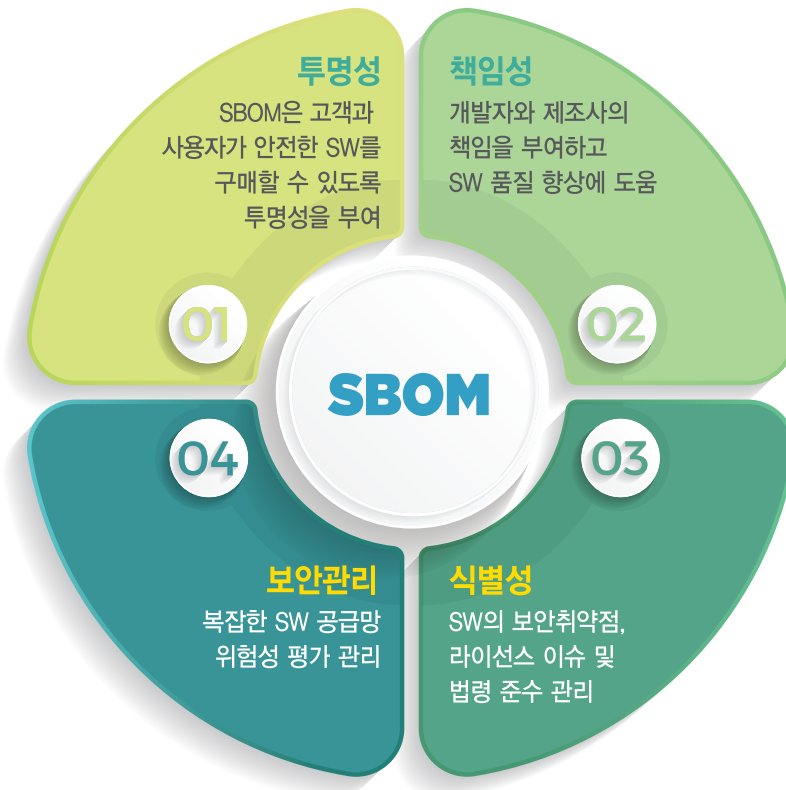 투명성
SBOM은 고객과
사용자가 안전한 SW를
구매할 수 있도록
투명성을 부여
01
책임성
개발자와 제조사의
책임을 부여하고
SW 품질 향상에 도움
02
SBOM
03
식별성
SW의 보안취약점,
라이선스 이슈 및
법령 준수 관리
04
보안관리
복잡한 SW 공급망
위험성 평가 관리